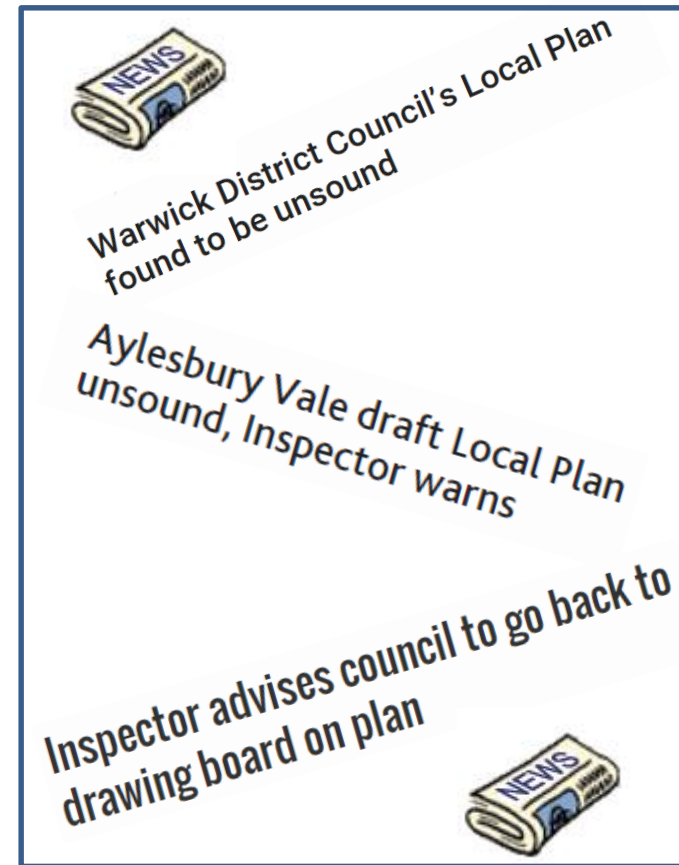 NEWS
Warwick District Council's Local Plan
found to be unsound
Aylesbury Vale draft Local Plan
unsound, Inspector warns
Inspector advises council to go back to
drawing board on plan
NEWS